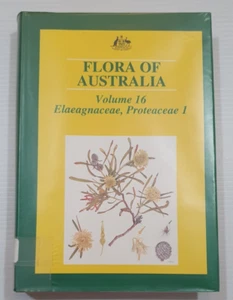 FLORA OF
AUSTRALIA
Volume 16
Elaeagnaceae, Proteaceae 1